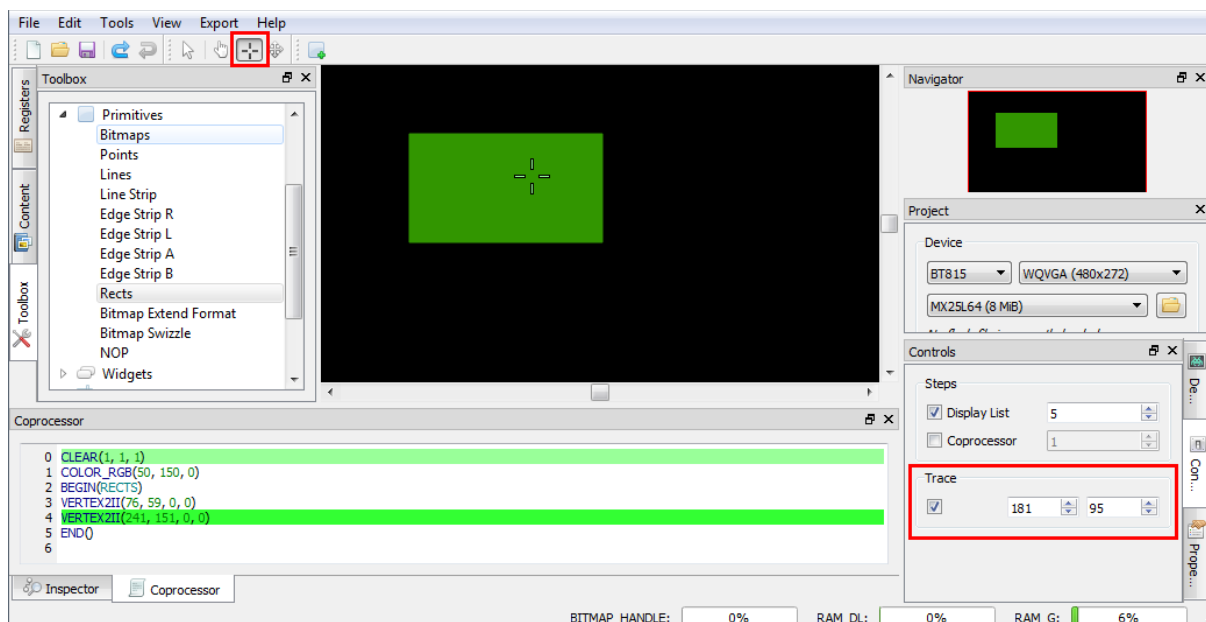 File Edit Tools View Export Help
Registers
Content
Toolbox
Toolbox
Primitives
Bitmaps
Points
Lines
Line Strip
Edge Strip R
Edge Strip L
Edge Strip A
Edge Strip B
Rects
Bitmap Extend Format
Bitmap Swizzle
NOP
Widgets
Navigator
Project
Device
BT815 WQVGA (480x272)
MX25L64 (8 MiB)
Controls
Steps
Display List 5
Coprocessor 1
Trace
181 95
De...
Con...
Prope...
Coprocessor
0 CLEAR(1, 1, 1)
1 COLOR_RGB(50, 150, 0)
2 BEGIN(RECTS)
3 VERTEX2II(76, 59, 0, 0)
4 VERTEX2II(241, 151, 0, 0)
5 END()
6
Inspector Coprocessor
BITMAP_HANDLE: 0% RAM_DL: 0% RAM_G: 6%